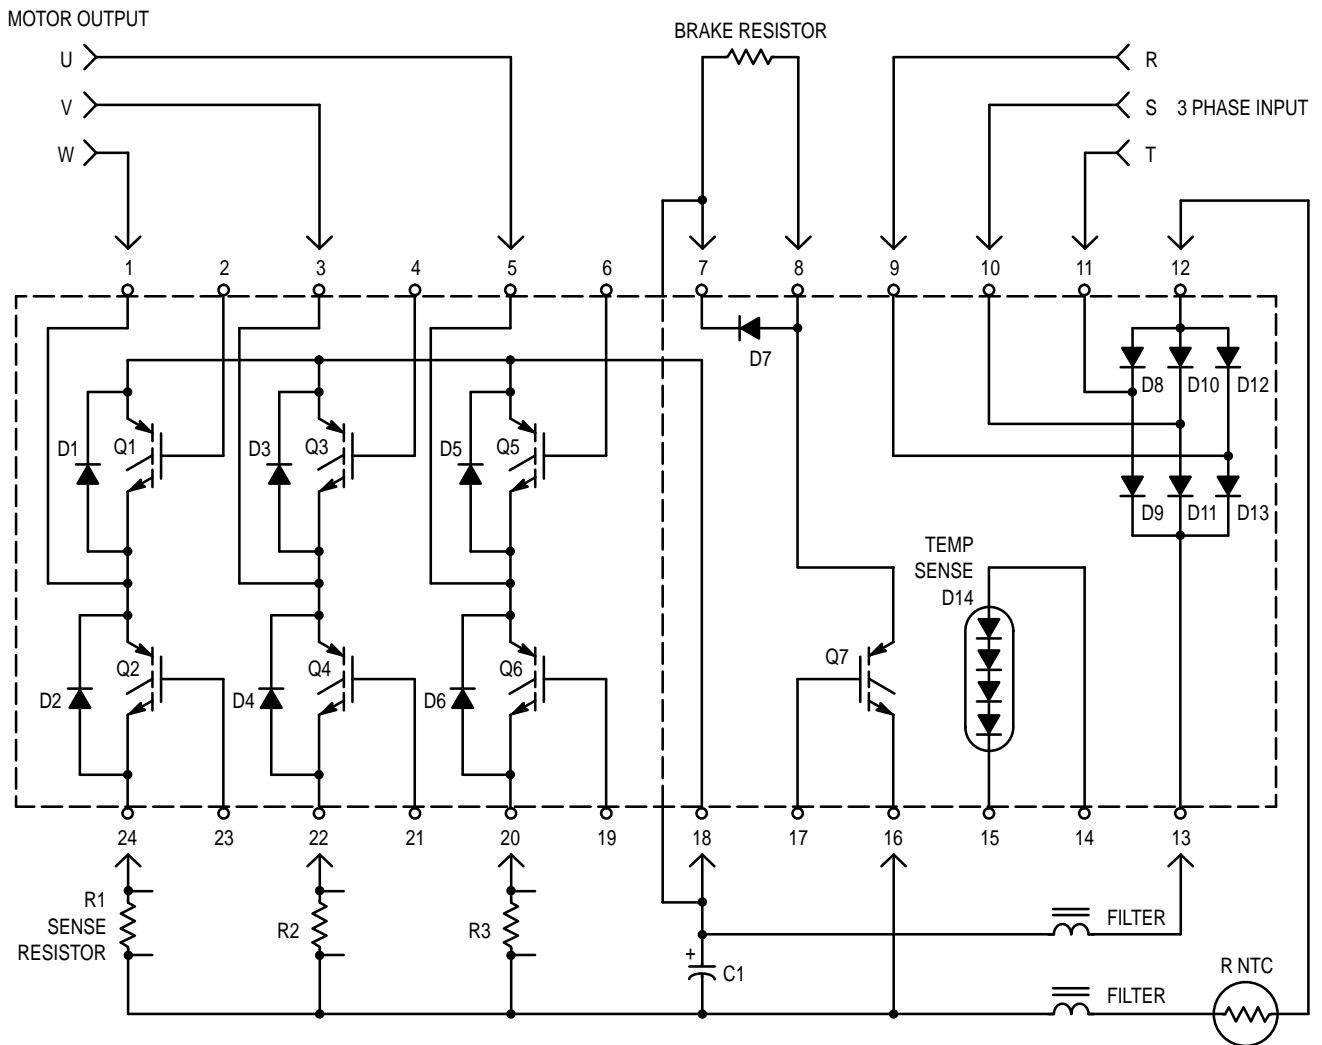 MOTOR OUTPUT
BRAKE RESISTOR
U
R
V
S 3 PHASE INPUT
W
T
1 2 3 4 5 6 7 8 9 10 11 12
D7
D8 D10 D12
D1 Q1 D3 Q3 D5 Q5
D9 D11 D13
TEMP
SENSE
D14
D2 Q2 D4 Q4 D6 Q6 Q7
24 23 22 21 20 19 18 17 16 15 14 13
R1
SENSE
RESISTOR
R2
R3
FILTER
+
C1
R NTC
FILTER